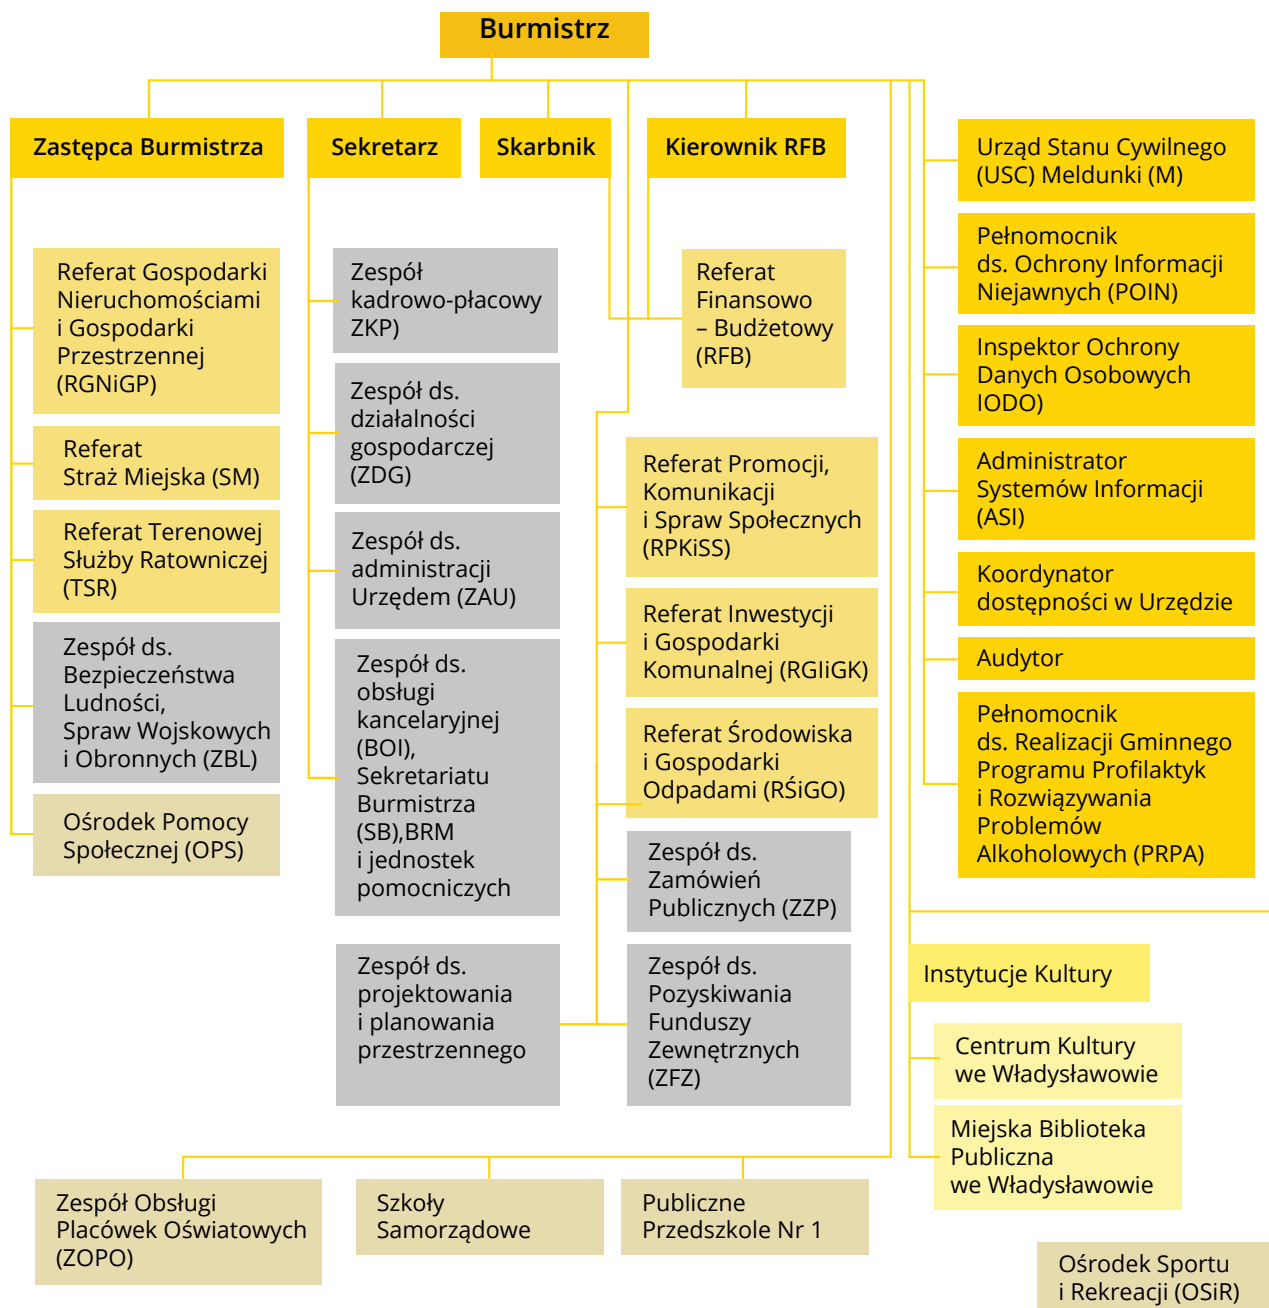 Burmistrz
Zastępca Burmistrza
Sekretarz
Skarbnik
Kierownik RFB
Referat Gospodarki
Nieruchomościami
i Gospodarki
Przestrzennej
(RGNiGP)
Referat
Straż Miejska (SM)
Referat Terenowej
Służby Ratowniczej
(TSR)
Zespół ds.
Bezpieczeństwa
Ludności,
Spraw Wojskowych
i Obronnych (ZBL)
Ośrodek Pomocy
Społecznej (OPS)
Zespół
kadrowo-płacowy
ZKP)
Zespół ds.
działalności
gospodarczej
(ZDG)
Zespół ds.
administracji
Urzędem (ZAU)
Zespół ds.
obsługi
kancelaryjnej
(BOI),
Sekretariatu
Burmistrza
(SB),BRM
i jednostek
pomocniczych
Zespół ds.
projektowania
i planowania
przestrzennego
Referat
Finansowo
– Budżetowy
(RFB)
Referat Promocji,
Komunikacji
i Spraw Społecznych
(RPKiSS)
Referat Inwestycji
i Gospodarki
Komunalnej (RGIiGK)
Referat Środowiska
i Gospodarki
Odpadami (RŚiGO)
Zespół ds.
Zamówień
Publicznych (ZZP)
Zespół ds.
Pozyskiwania
Funduszy
Zewnętrznych
(ZFZ)
Urząd Stanu Cywilnego
(USC) Meldunki (M)
Pełnomocnik
ds. Ochrony Informacji
Niejawnych (POIN)
Inspektor Ochrony
Danych Osobowych
IODO)
Administrator
Systemów Informacji
(ASI)
Koordynator
dostępności w Urzędzie
Audytor
Pełnomocnik
ds. Realizacji Gminnego
Programu Profilaktyk
i Rozwiązywania
Problemów
Alkoholowych (PRPA)
Instytucje Kultury
Centrum Kultury
we Władysławowie
Miejska Biblioteka
Publiczna
we Władysławowie
Zespół Obsługi
Placówek Oświatowych
(ZOPO)
Szkoły
Samorządowe
Publiczne
Przedszkole Nr 1
Ośrodek Sportu
i Rekreacji (OSiR)